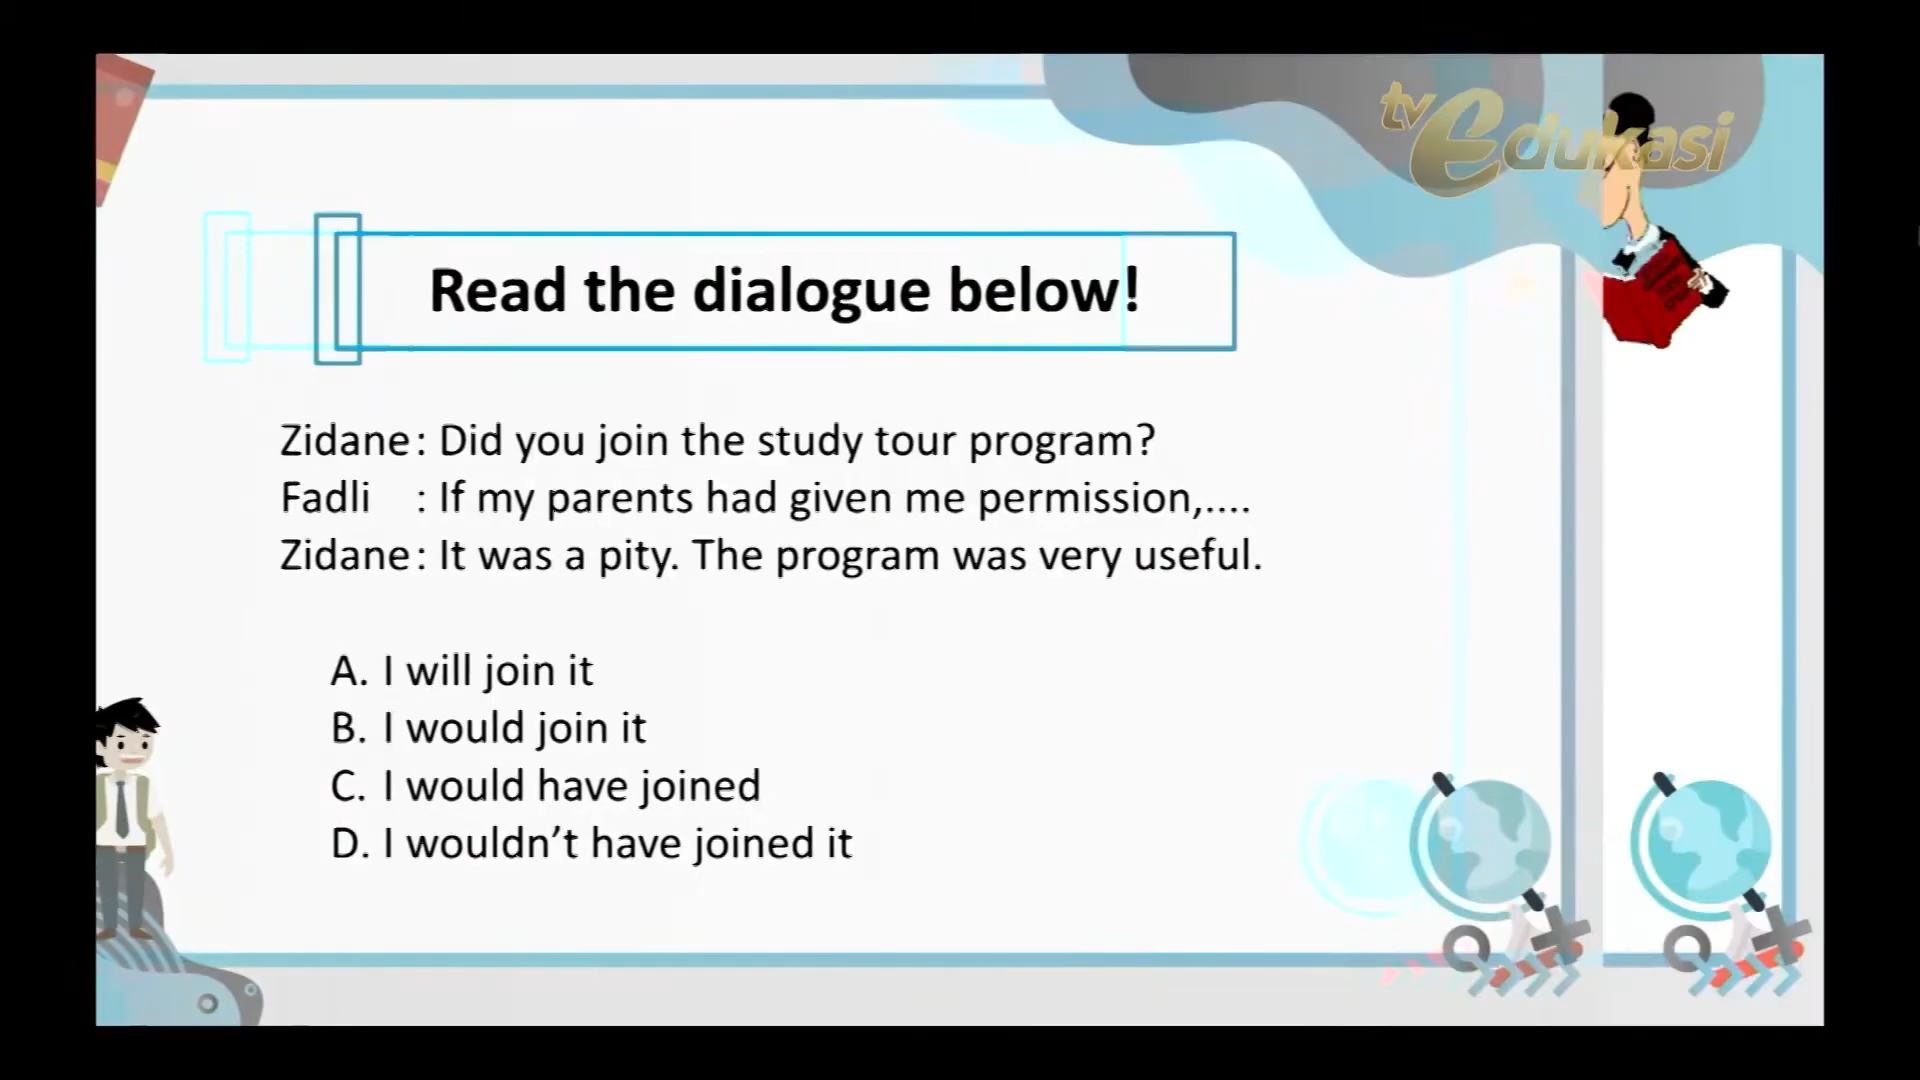 tv Edukasi
Read the dialogue below!
Zidane : Did you join the study tour program?
Fadli : If my parents had given me permission,....
Zidane : It was a pity. The program was very useful.
A. I will join it
B. I would join it
C. I would have joined
D. I wouldn’t have joined it